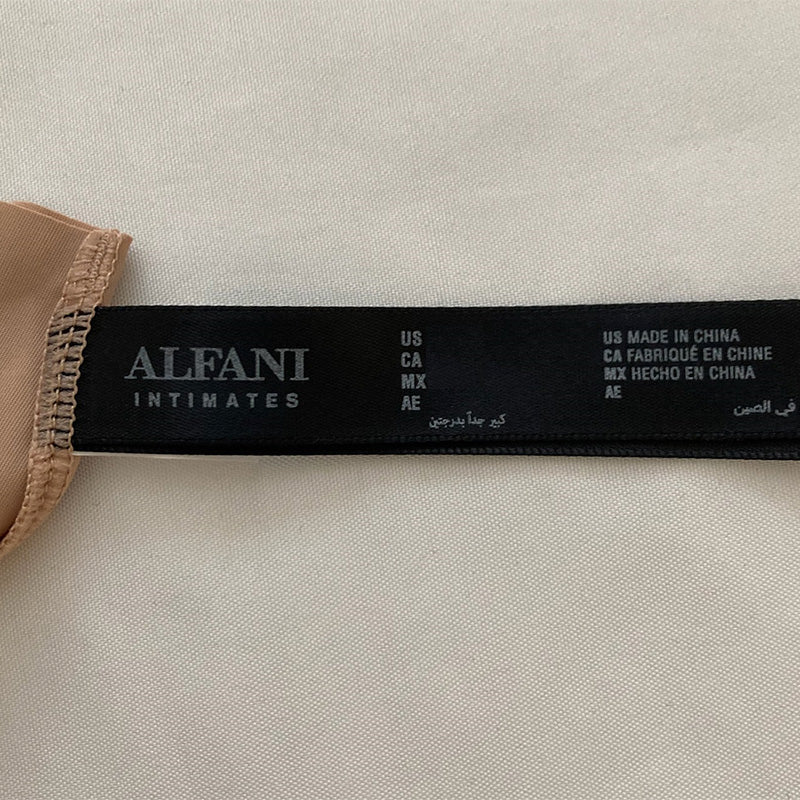 ALFANI
INTIMATES
US
CA
MX
AE
كبير جداً بدرجتين
US MADE IN CHINA
CA FABRIQUÉ EN CHINE
MX HECHO EN CHINA
AE
في الصين